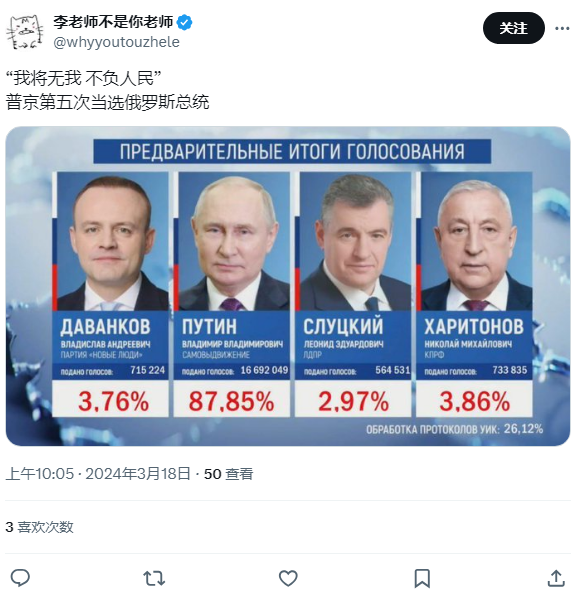 李老师不是你老师
@whyyoutouzhele
关注
“我将无我 不负人民”
普京第五次当选俄罗斯总统
ПРЕДВАРИТЕЛЬНЫЕ ИТОГИ ГОЛОСОВАНИЯ
ДАВАНКОВ
ВЛАДИСЛАВ АНДРЕЕВИЧ
ПАРТИЯ «НОВЫЕ ЛЮДИ»
ПОДАНО ГОЛОСОВ: 715 224
3,76%
ПУТИН
ВЛАДИМИР ВЛАДИМИРОВИЧ
САМОВЫДВИЖЕНИЕ
ПОДАНО ГОЛОСОВ: 16 692 049
87,85%
СЛУЦКИЙ
ЛЕОНИД ЭДУАРДОВИЧ
ЛДПР
ПОДАНО ГОЛОСОВ: 564 531
2,97%
ХАРИТОНОВ
НИКОЛАЙ МИХАЙЛОВИЧ
КПРФ
ПОДАНО ГОЛОСОВ: 733 835
3,86%
ОБРАБОТКА ПРОТОКОЛОВ УИК: 26,12%
上午10:05 · 2024年3月18日 · 50 查看
3 喜欢次数